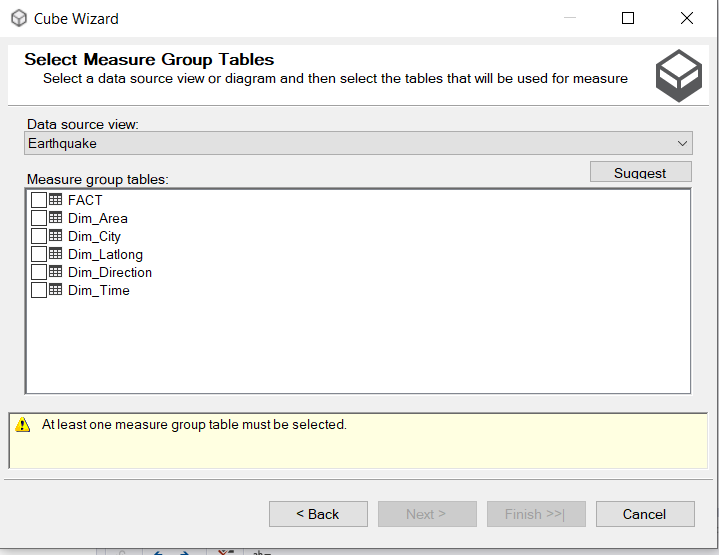 Cube Wizard
Select Measure Group Tables
Select a data source view or diagram and then select the tables that will be used for measure
Data source view:
Earthquake
Suggest
Measure group tables:
FACT
Dim_Area
Dim_City
Dim_Latlong
Dim_Direction
Dim_Time
At least one measure group table must be selected.
< Back
Next >
Finish >>|
Cancel